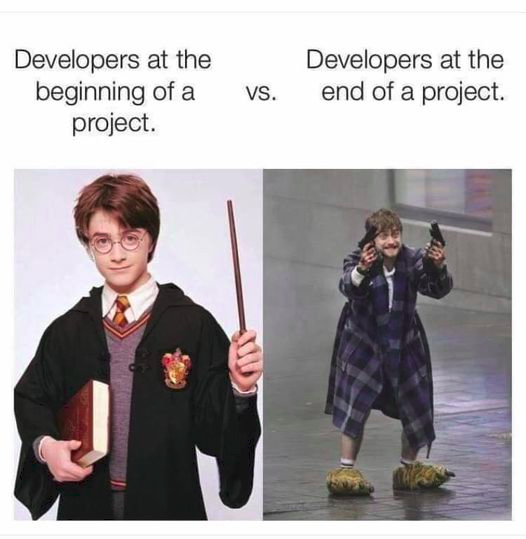 Developers at the
beginning of a
project.
vs.
Developers at the
end of a project.